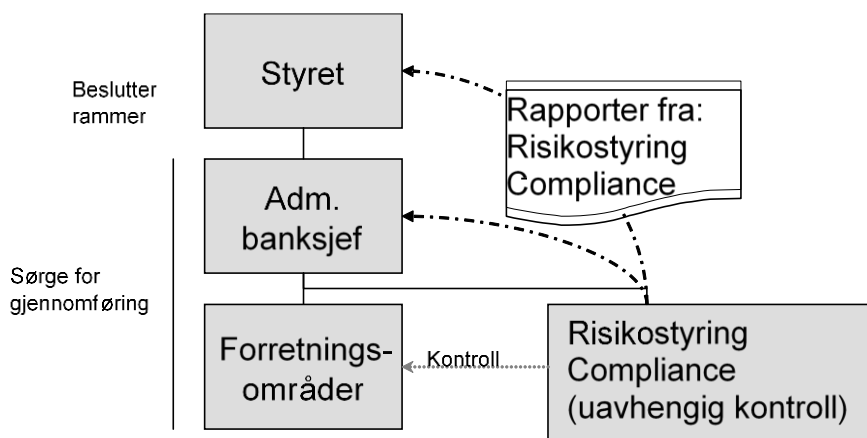 Styret
Beslutter
rammer
Rapporter fra:
Risikostyring
Compliance
Adm.
banksjef
Sørge for
gjennomføring
Forretnings-
områder
Kontroll
Risikostyring
Compliance
(uavhengig kontroll)